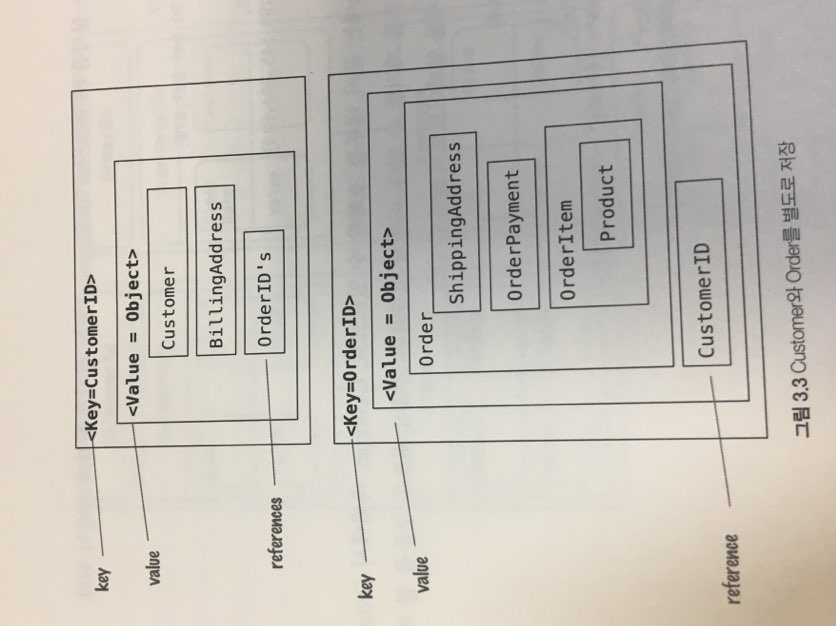 <Key=CustomerID>
<Value = Object>
Customer
BillingAddress
OrderID's
key
value
references
<Key=OrderID>
<Value = Object>
Order
ShippingAddress
OrderPayment
OrderItem
Product
CustomerID
key
value
reference
그림 3.3 Customer와 Order를 별도로 저장